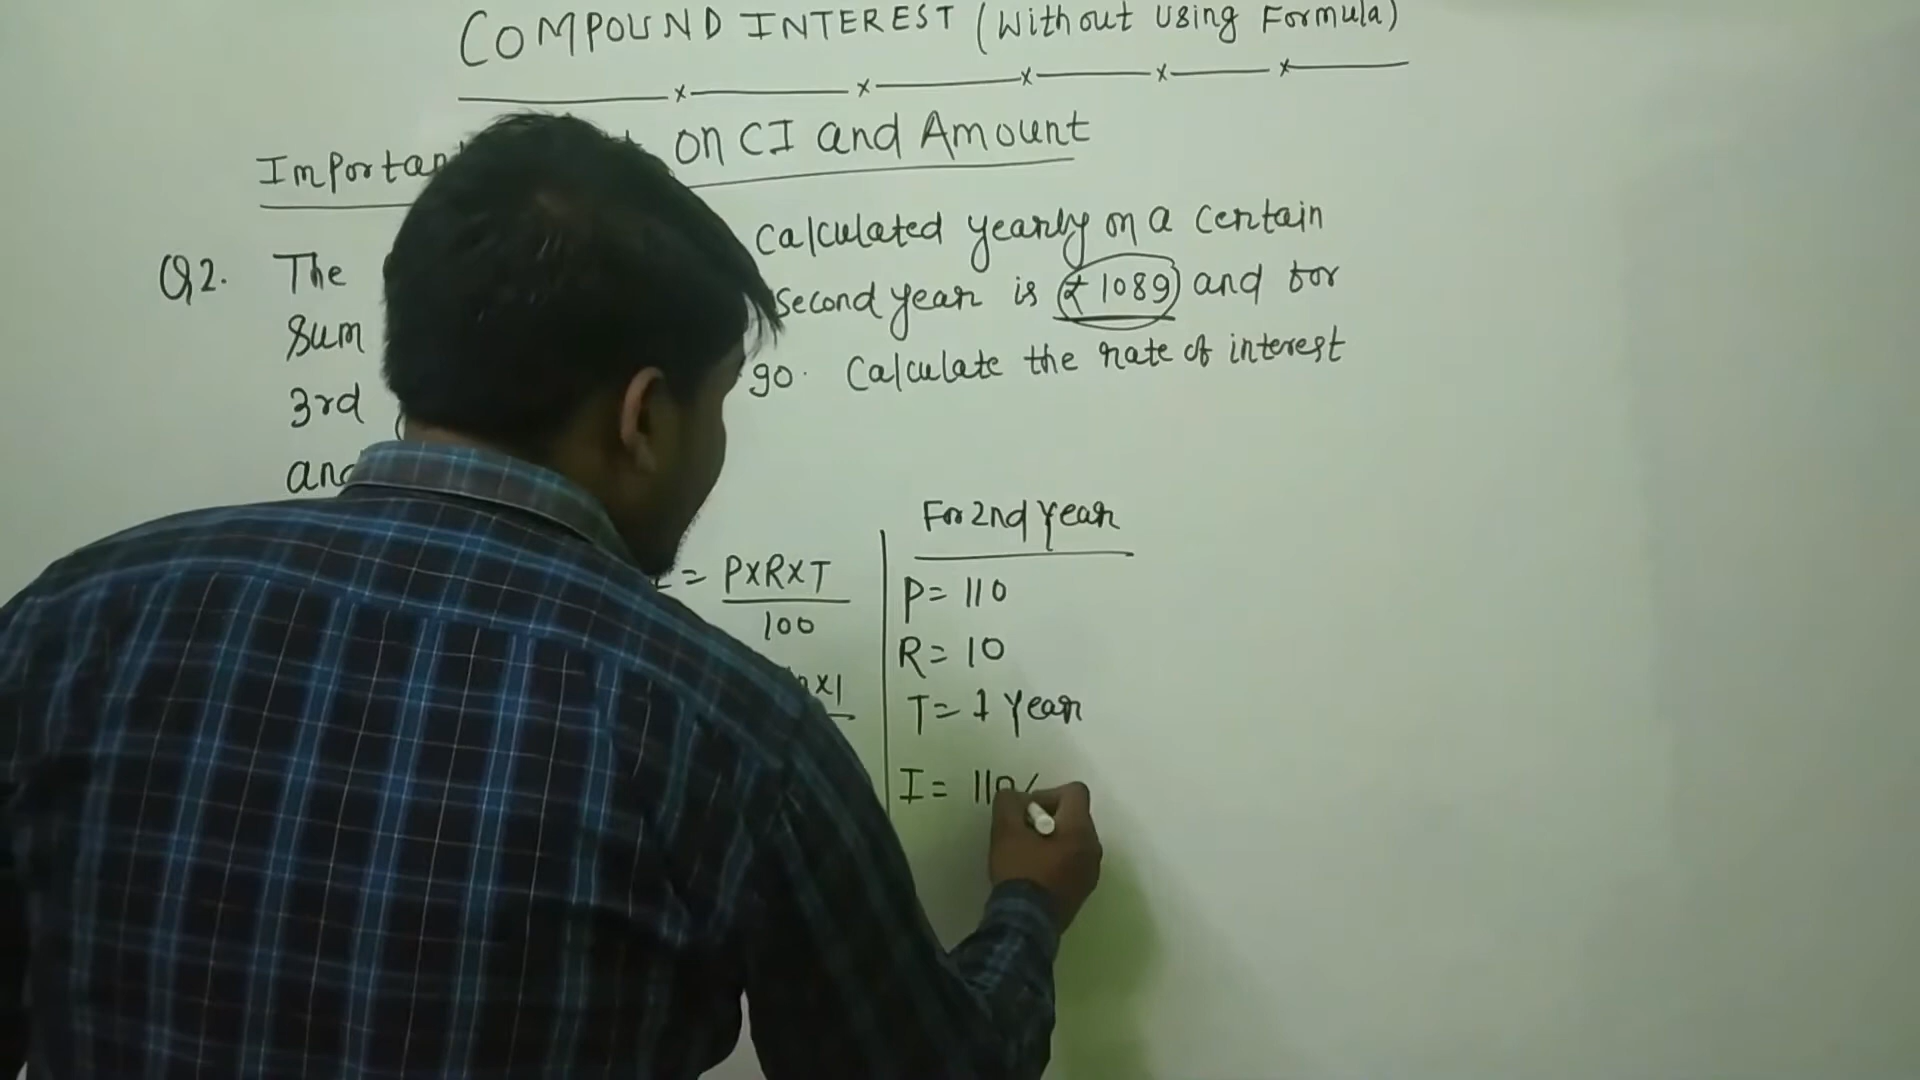 COMPOUND INTEREST (Without Using Formula)
on CI and Amount
Q2. The calculated yearly on a certain
sum second year is ₹ 1089 and for
3rd 90. Calculate the rate of interest
and
For 2nd Year
= PXRXT
100
X1
P= 110
R= 10
T= 1 Year
I= 110